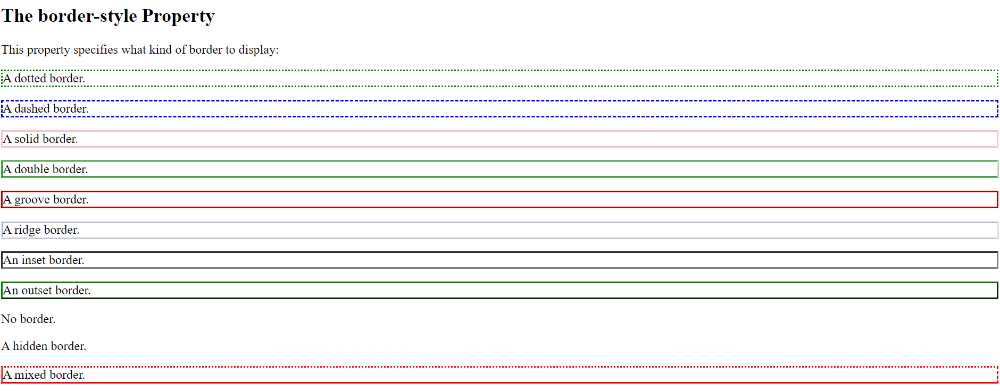 The border-style Property
This property specifies what kind of border to display:
A dotted border.
A dashed border.
A solid border.
A double border.
A groove border.
A ridge border.
An inset border.
An outset border.
No border.
A hidden border.
A mixed border.